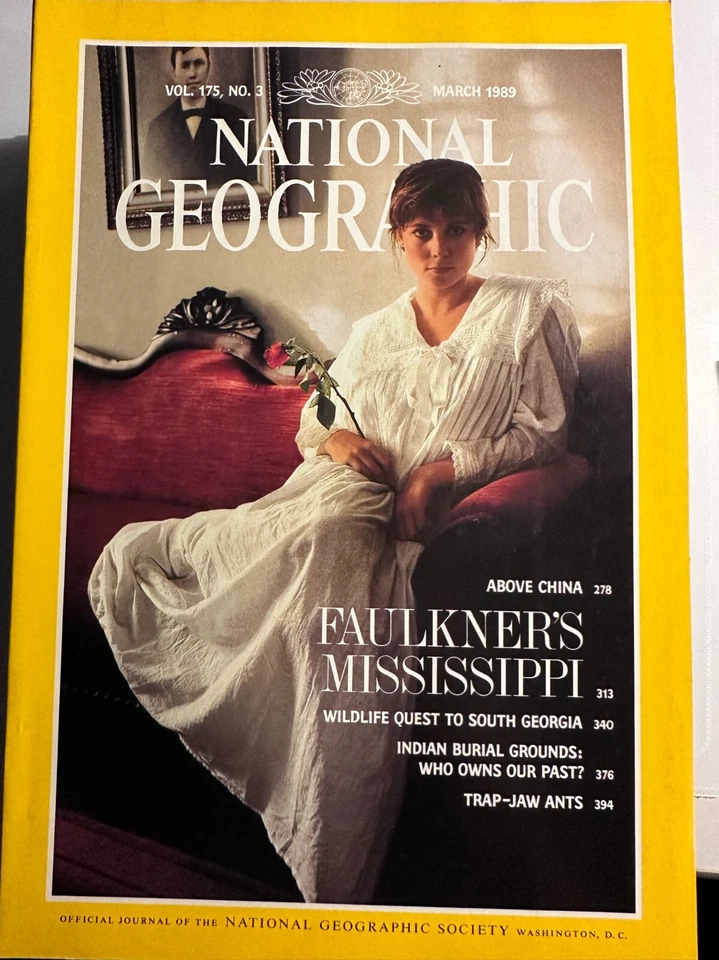 VOL. 175, NO. 3
MARCH 1989
NATIONAL
GEOGRAPHIC
ABOVE CHINA 278
FAULKNER'S
MISSISSIPPI 313
WILDLIFE QUEST TO SOUTH GEORGIA 340
INDIAN BURIAL GROUNDS:
WHO OWNS OUR PAST? 376
TRAP-JAW ANTS 394
OFFICIAL JOURNAL OF THE NATIONAL GEOGRAPHIC SOCIETY WASHINGTON, D.C.